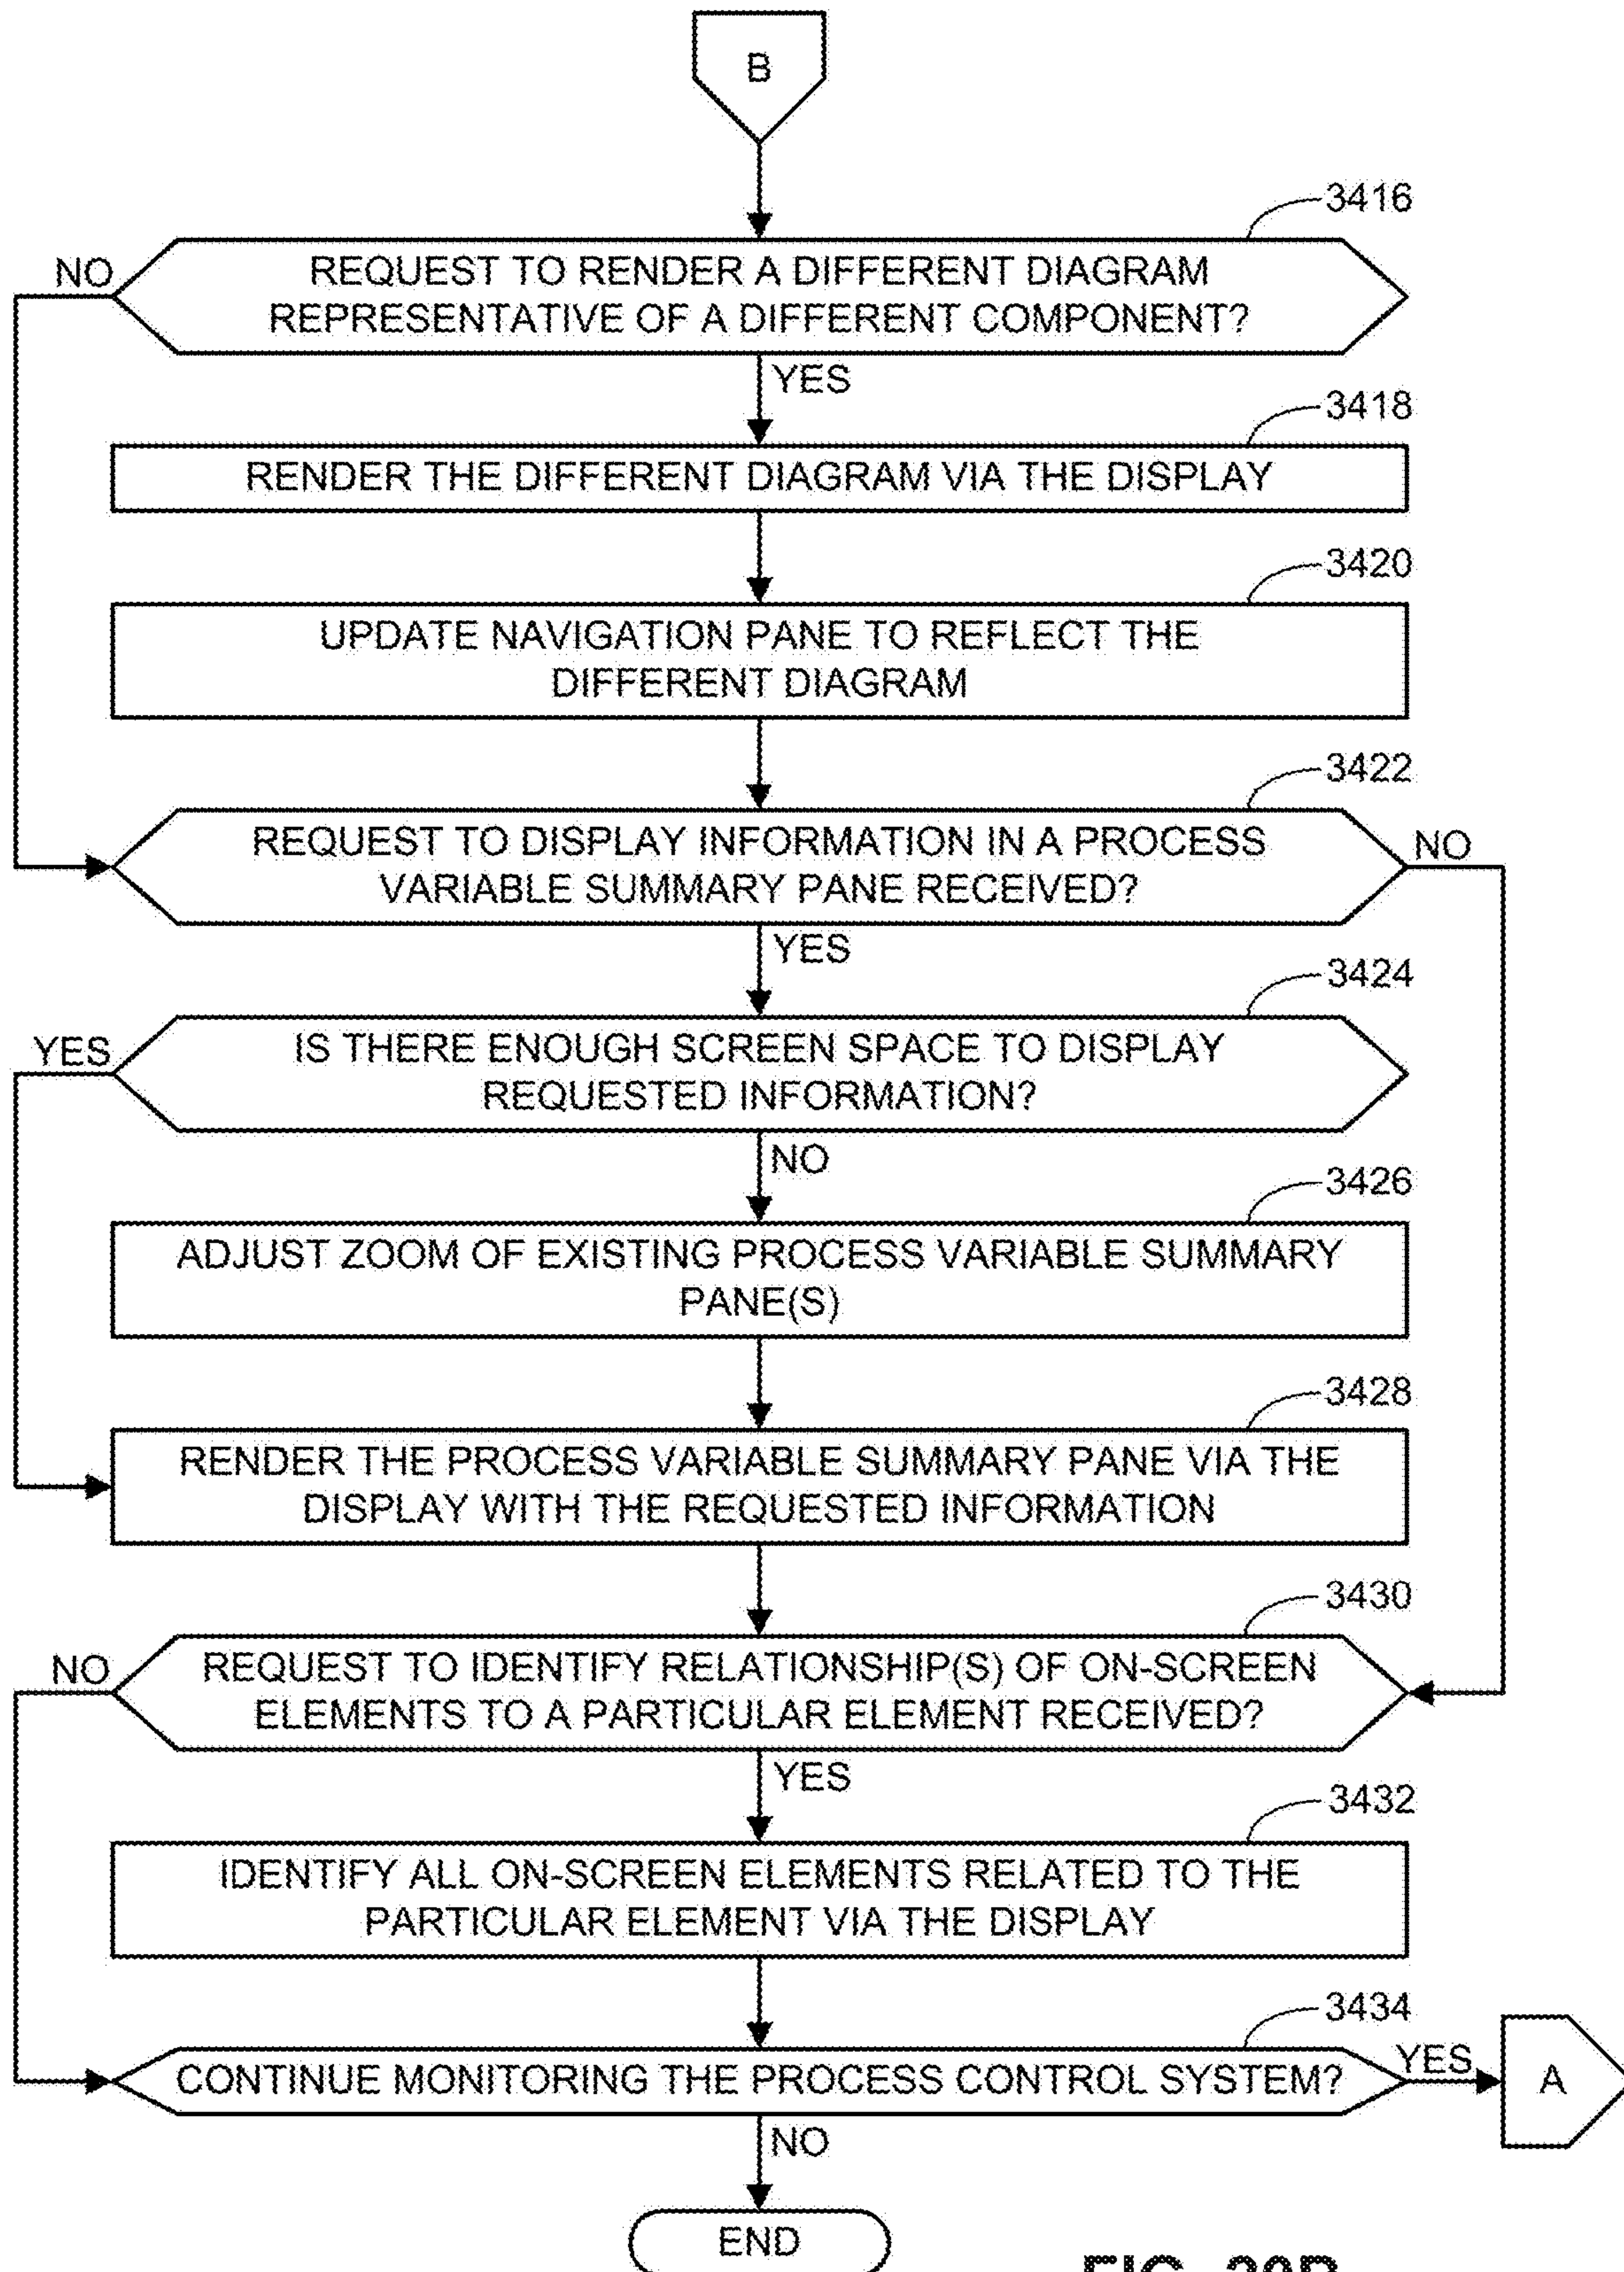 B
3416
NO
REQUEST TO RENDER A DIFFERENT DIAGRAM
REPRESENTATIVE OF A DIFFERENT COMPONENT?
YES
3418
RENDER THE DIFFERENT DIAGRAM VIA THE DISPLAY
3420
UPDATE NAVIGATION PANE TO REFLECT THE
DIFFERENT DIAGRAM
3422
REQUEST TO DISPLAY INFORMATION IN A PROCESS
VARIABLE SUMMARY PANE RECEIVED?
NO
YES
3424
YES
IS THERE ENOUGH SCREEN SPACE TO DISPLAY
REQUESTED INFORMATION?
NO
3426
ADJUST ZOOM OF EXISTING PROCESS VARIABLE SUMMARY
PANE(S)
3428
RENDER THE PROCESS VARIABLE SUMMARY PANE VIA THE
DISPLAY WITH THE REQUESTED INFORMATION
3430
NO
REQUEST TO IDENTIFY RELATIONSHIP(S) OF ON-SCREEN
ELEMENTS TO A PARTICULAR ELEMENT RECEIVED?
YES
3432
IDENTIFY ALL ON-SCREEN ELEMENTS RELATED TO THE
PARTICULAR ELEMENT VIA THE DISPLAY
3434
CONTINUE MONITORING THE PROCESS CONTROL SYSTEM?
YES
A
NO
END